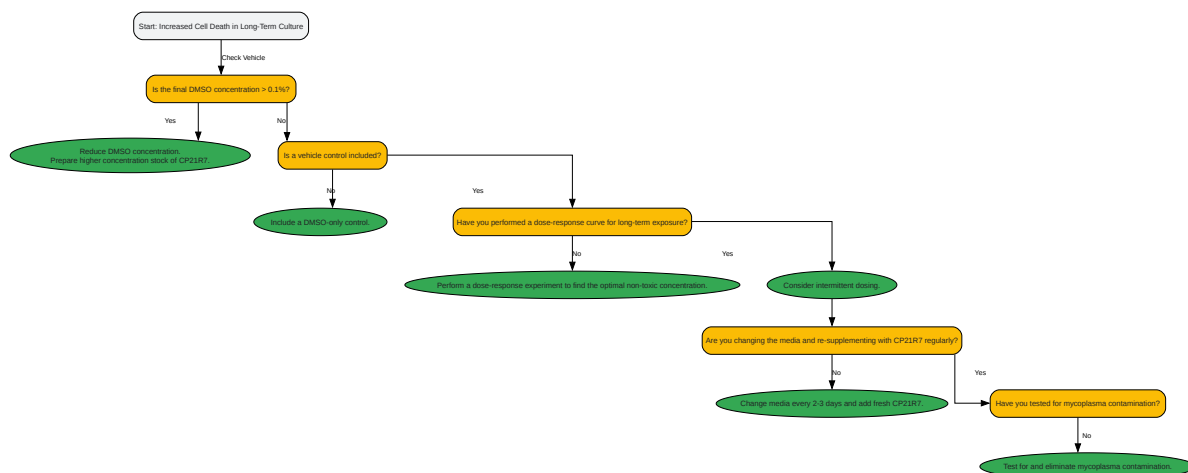 Start: Increased Cell Death in Long-Term Culture
Check Vehicle
Is the final DMSO concentration > 0.1%?
Yes
No
Reduce DMSO concentration.
Prepare higher concentration stock of CP21R7.
Is a vehicle control included?
No
Yes
Include a DMSO-only control.
Have you performed a dose-response curve for long-term exposure?
No
Yes
Perform a dose-response experiment to find the optimal non-toxic concentration.
Consider intermittent dosing.
Are you changing the media and re-supplementing with CP21R7 regularly?
No
Yes
Change media every 2-3 days and add fresh CP21R7.
Have you tested for mycoplasma contamination?
No
Test for and eliminate mycoplasma contamination.